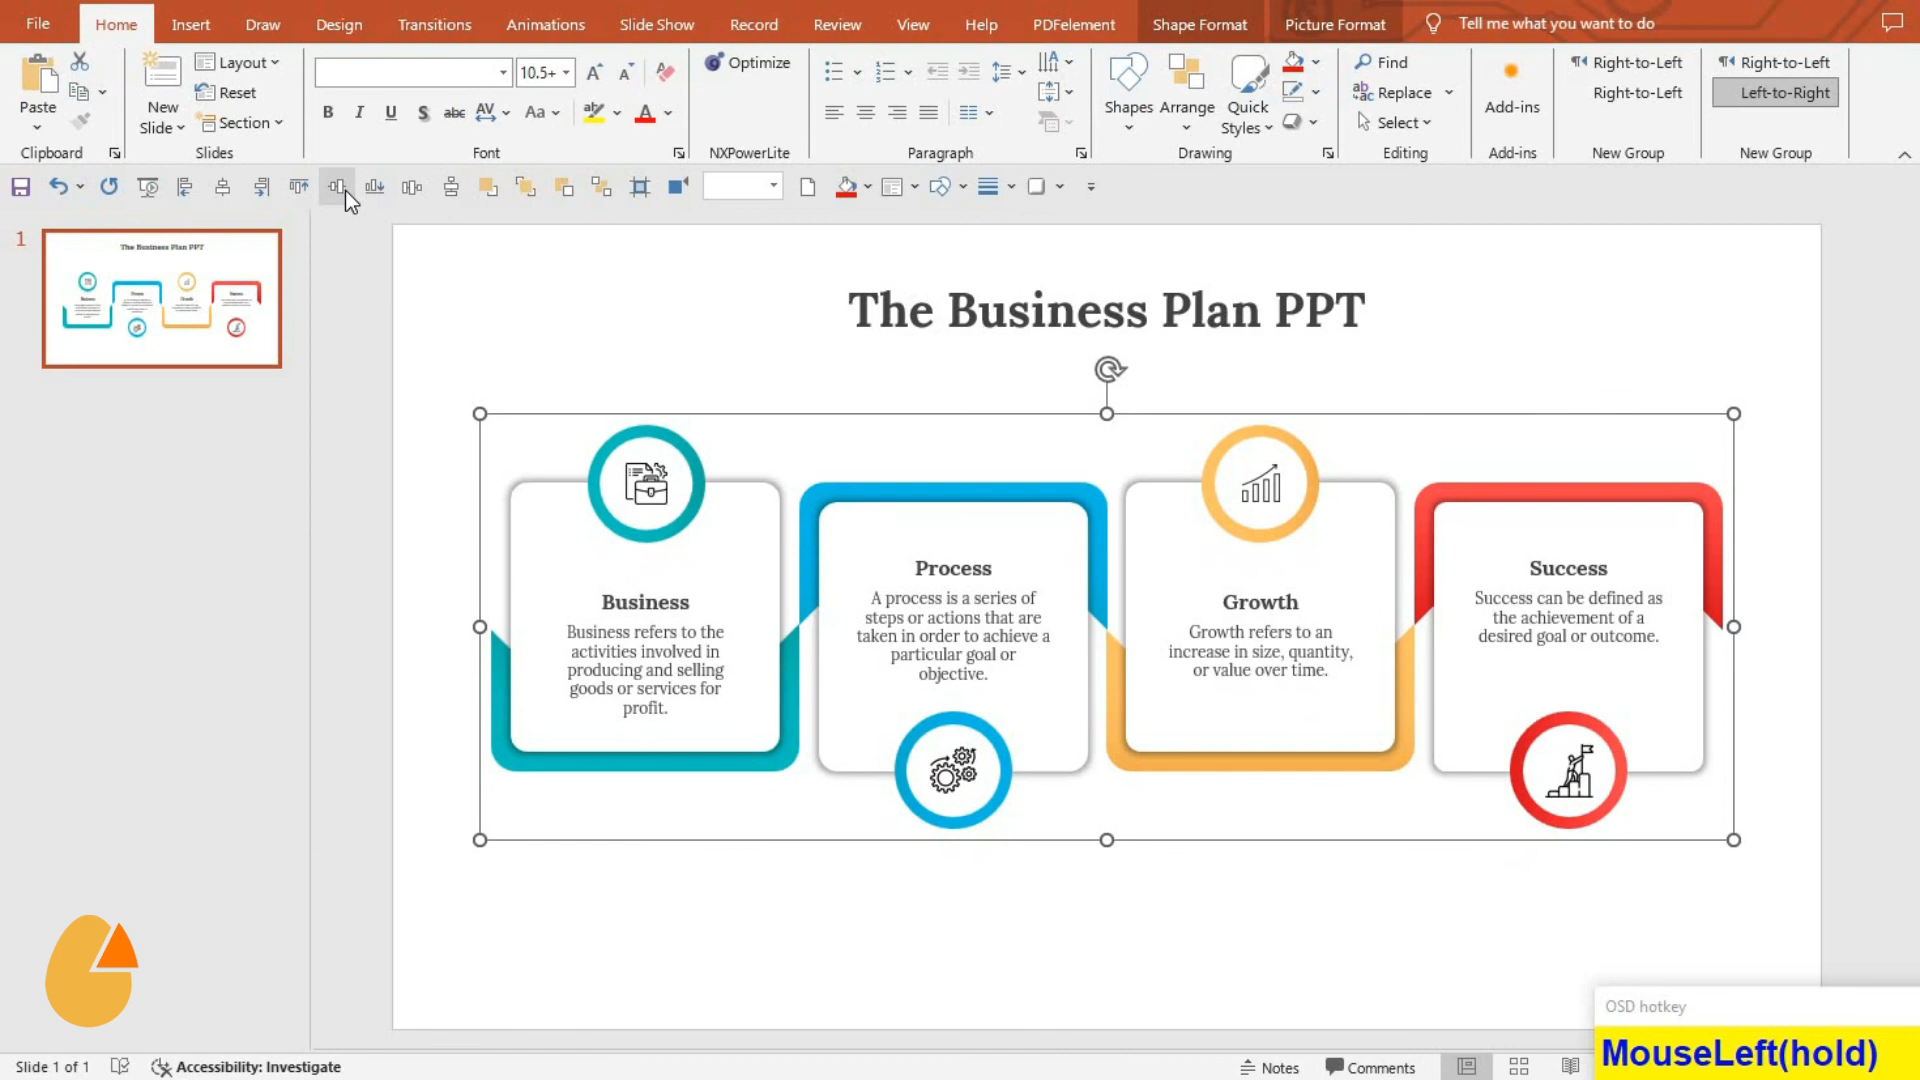 File Home Insert Draw Design Transitions Animations Slide Show Record Review View Help PDFelement Shape Format Picture Format Tell me what you want to do
Paste
Clipboard
New
Slide
Layout
Reset
Section
Slides
10.5+
B I U S abc AV Aa A
Font
Optimize
NXPowerLite
Paragraph
Shapes Arrange Quick
Styles
Drawing
Find
Replace
Select
Editing
Add-ins
Add-ins
Right-to-Left
Right-to-Left
New Group
Right-to-Left
Left-to-Right
New Group
1
The Business Plan PPT
The Business Plan PPT
Business
Business refers to the
activities involved in
producing and selling
goods or services for
profit.
Process
A process is a series of
steps or actions that are
taken in order to achieve a
particular goal or
objective.
Growth
Growth refers to an
increase in size, quantity,
or value over time.
Success
Success can be defined as
the achievement of a
desired goal or outcome.
OSD hotkey
MouseLeft(hold)
Slide 1 of 1 Accessibility: Investigate Notes Comments